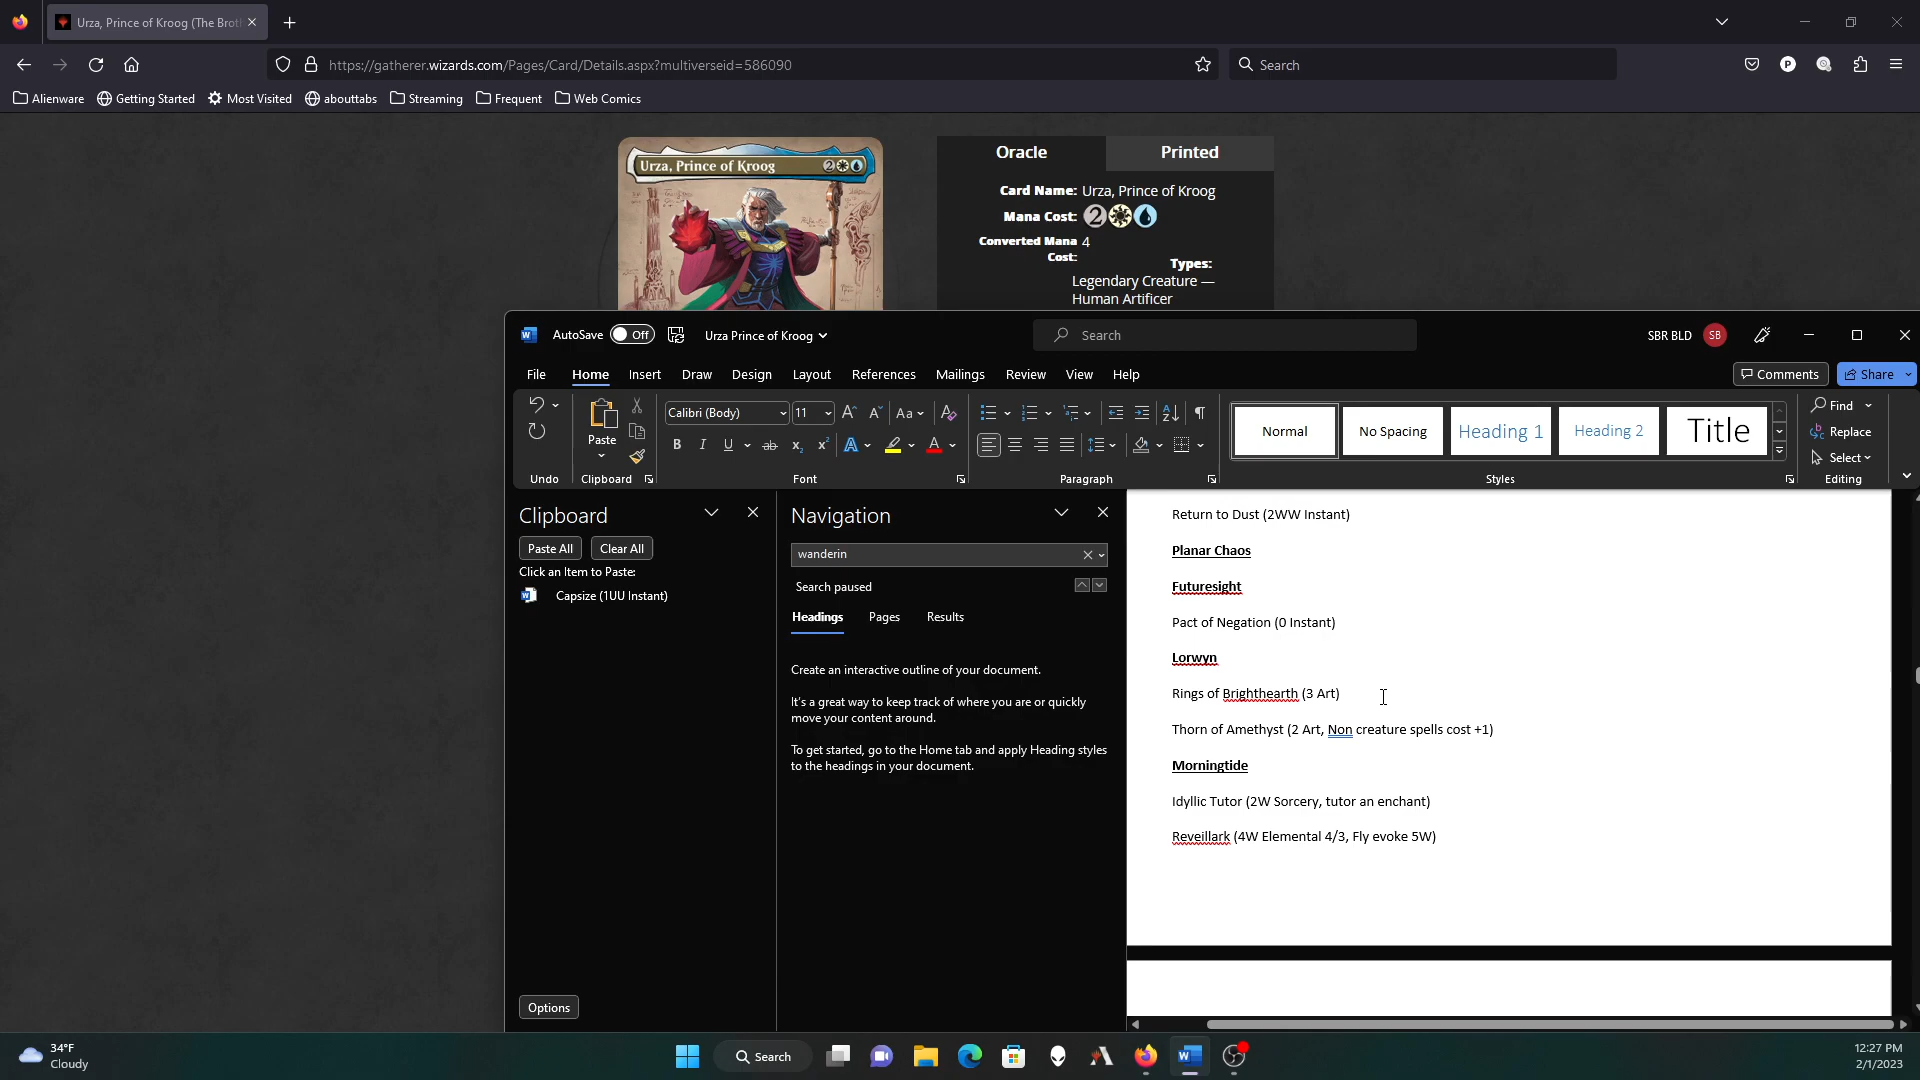 Urza, Prince of Kroog (The Brot
https://gatherer.wizards.com/Pages/Card/Details.aspx?multiverseid=586090
Search
P
Alienware
Getting Started
Most Visited
abouttabs
Streaming
Frequent
Web Comics
Urza, Prince of Kroog 2
Oracle
Printed
Card Name: Urza, Prince of Kroog
Mana Cost: 2
Converted Mana Cost: 4
Types:
Legendary Creature —
Human Artificer
W AutoSave Off
Urza Prince of Kroog
Search
SBR BLD SB
File Home Insert Draw Design Layout References Mailings Review View Help
Comments
Share
Paste
Calibri (Body) 11
Aa
B I U ab x₂ x² A A
Normal
No Spacing
Heading 1
Heading 2
Title
Find
Replace
Select
Undo
Clipboard
Font
Paragraph
Styles
Editing
Clipboard
Paste All
Clear All
Click an Item to Paste:
Capsize (1UU Instant)
Options
Navigation
wanderin
Search paused
Headings
Pages
Results
Create an interactive outline of your document.
It's a great way to keep track of where you are or quickly
move your content around.
To get started, go to the Home tab and apply Heading styles
to the headings in your document.
Return to Dust (2WW Instant)
Planar Chaos
Futuresight
Pact of Negation (0 Instant)
Lorwyn
Rings of Brighthearth (3 Art)
Thorn of Amethyst (2 Art, Non creature spells cost +1)
Morningtide
Idyllic Tutor (2W Sorcery, tutor an enchant)
Reveillark (4W Elemental 4/3, Fly evoke 5W)
34°F
Cloudy
Search
12:27 PM
2/1/2023